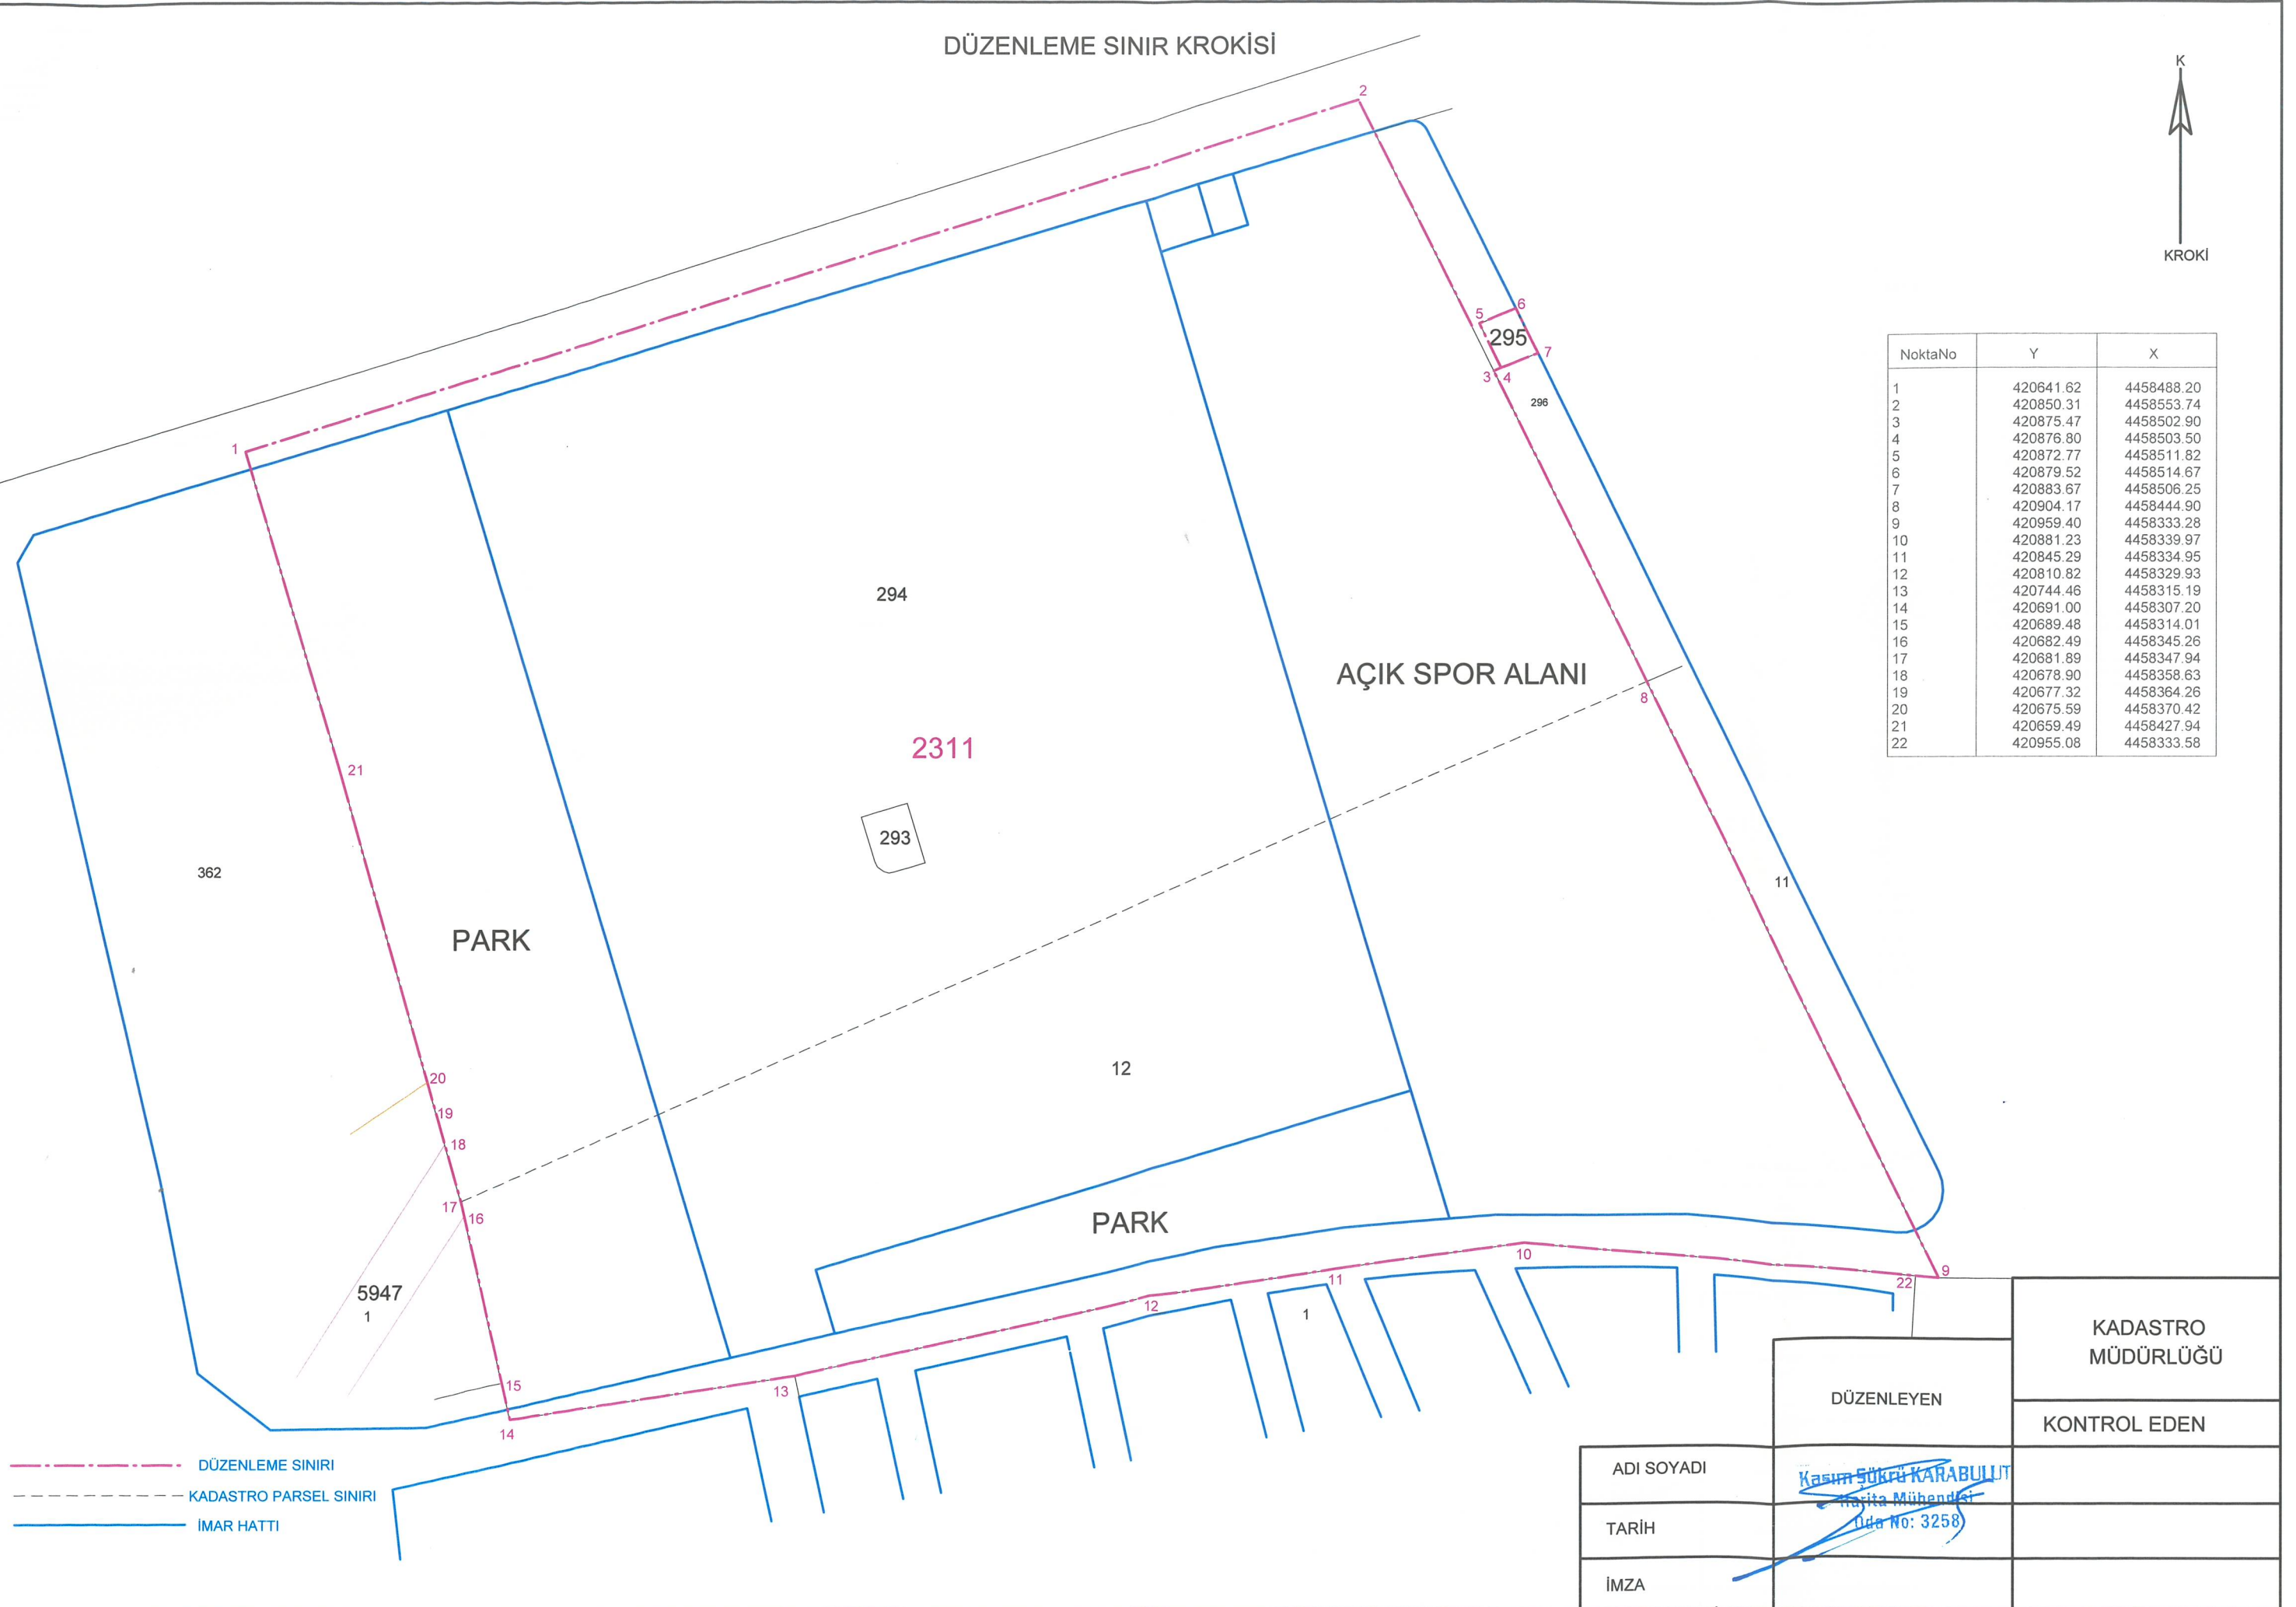 DÜZENLEME SINIR KROKİSİ
K
KROKİ
NoktaNo Y X
1 420641.62 4458488.20
2 420850.31 4458553.74
3 420875.47 4458502.90
4 420876.80 4458503.50
5 420872.77 4458511.82
6 420879.52 4458514.67
7 420883.67 4458506.25
8 420904.17 4458444.90
9 420959.40 4458333.28
10 420881.23 4458339.97
11 420845.29 4458334.95
12 420810.82 4458329.93
13 420744.46 4458315.19
14 420691.00 4458307.20
15 420689.48 4458314.01
16 420682.49 4458345.26
17 420681.89 4458347.94
18 420678.90 4458358.63
19 420677.32 4458364.26
20 420675.59 4458370.42
21 420659.49 4458427.94
22 420955.08 4458333.58
2
1
5
6
295
7
3 4
296
294
AÇIK SPOR ALANI
8
2311
21
293
362
11
PARK
12
20
19
18
17
16
PARK
10
9
22
11
12
1
5947
1
15
13
14
DÜZENLEME SINIRI
KADASTRO PARSEL SINIRI
İMAR HATTI
KADASTRO
MÜDÜRLÜĞÜ
DÜZENLEYEN
KONTROL EDEN
ADI SOYADI
Kasım Şükrü KARABULUT
Harita Mühendisi
Oda No: 3258
TARİH
İMZA